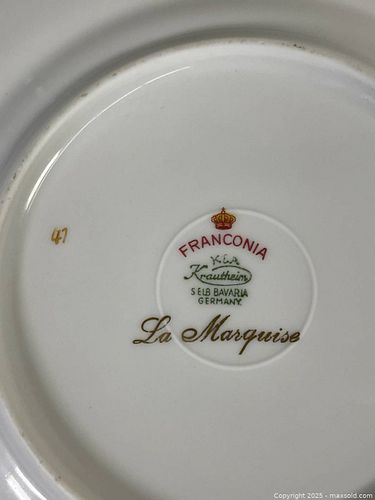 47
FRANCONIA
K&A
Krautheim
SELB BAVARIA
GERMANY
La Marquise
Copyright 2025 - maxsold.com